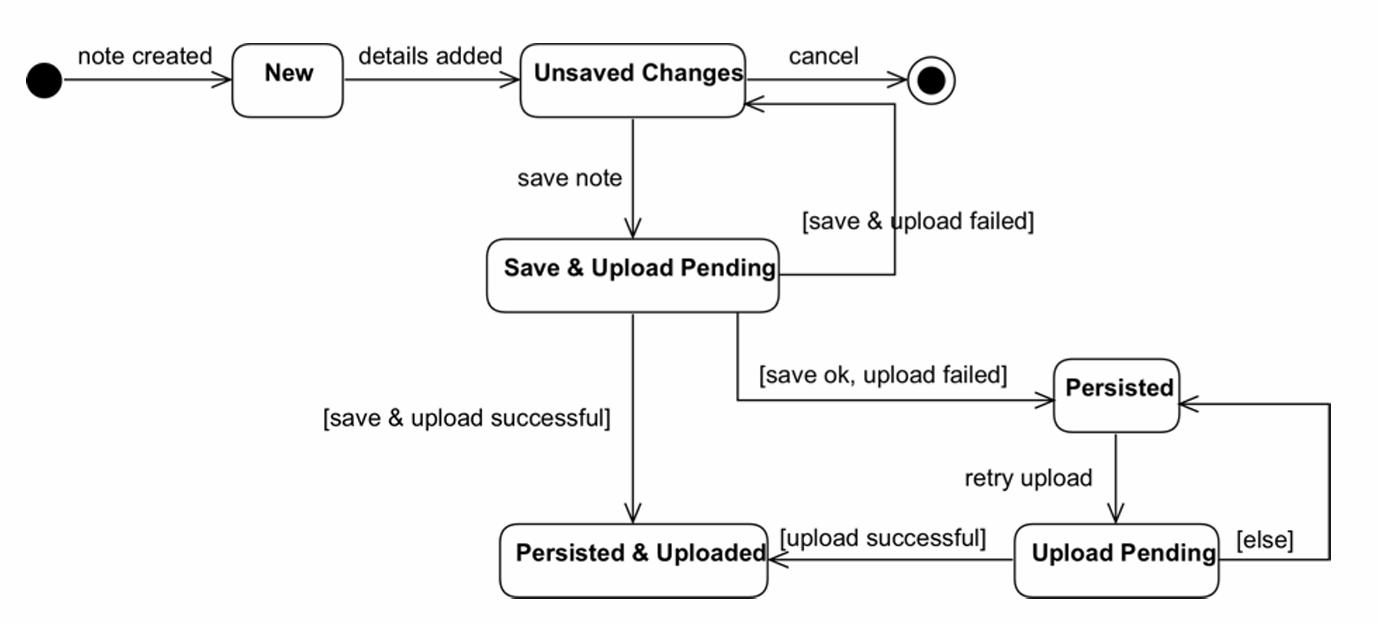 note created
New
details added
Unsaved Changes
cancel
save note
[save & upload failed]
Save & Upload Pending
[save ok, upload failed]
Persisted
[save & upload successful]
retry upload
Persisted & Uploaded
[upload successful]
Upload Pending
[else]